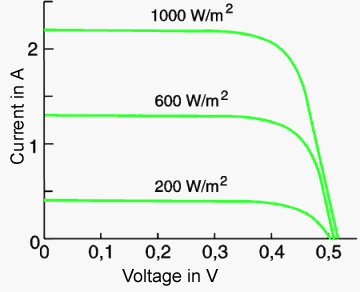 1000 W/m²
2
600 W/m²
Current in A
1
200 W/m²
0
0 0,1 0,2 0,3 0,4 0,5
Voltage in V